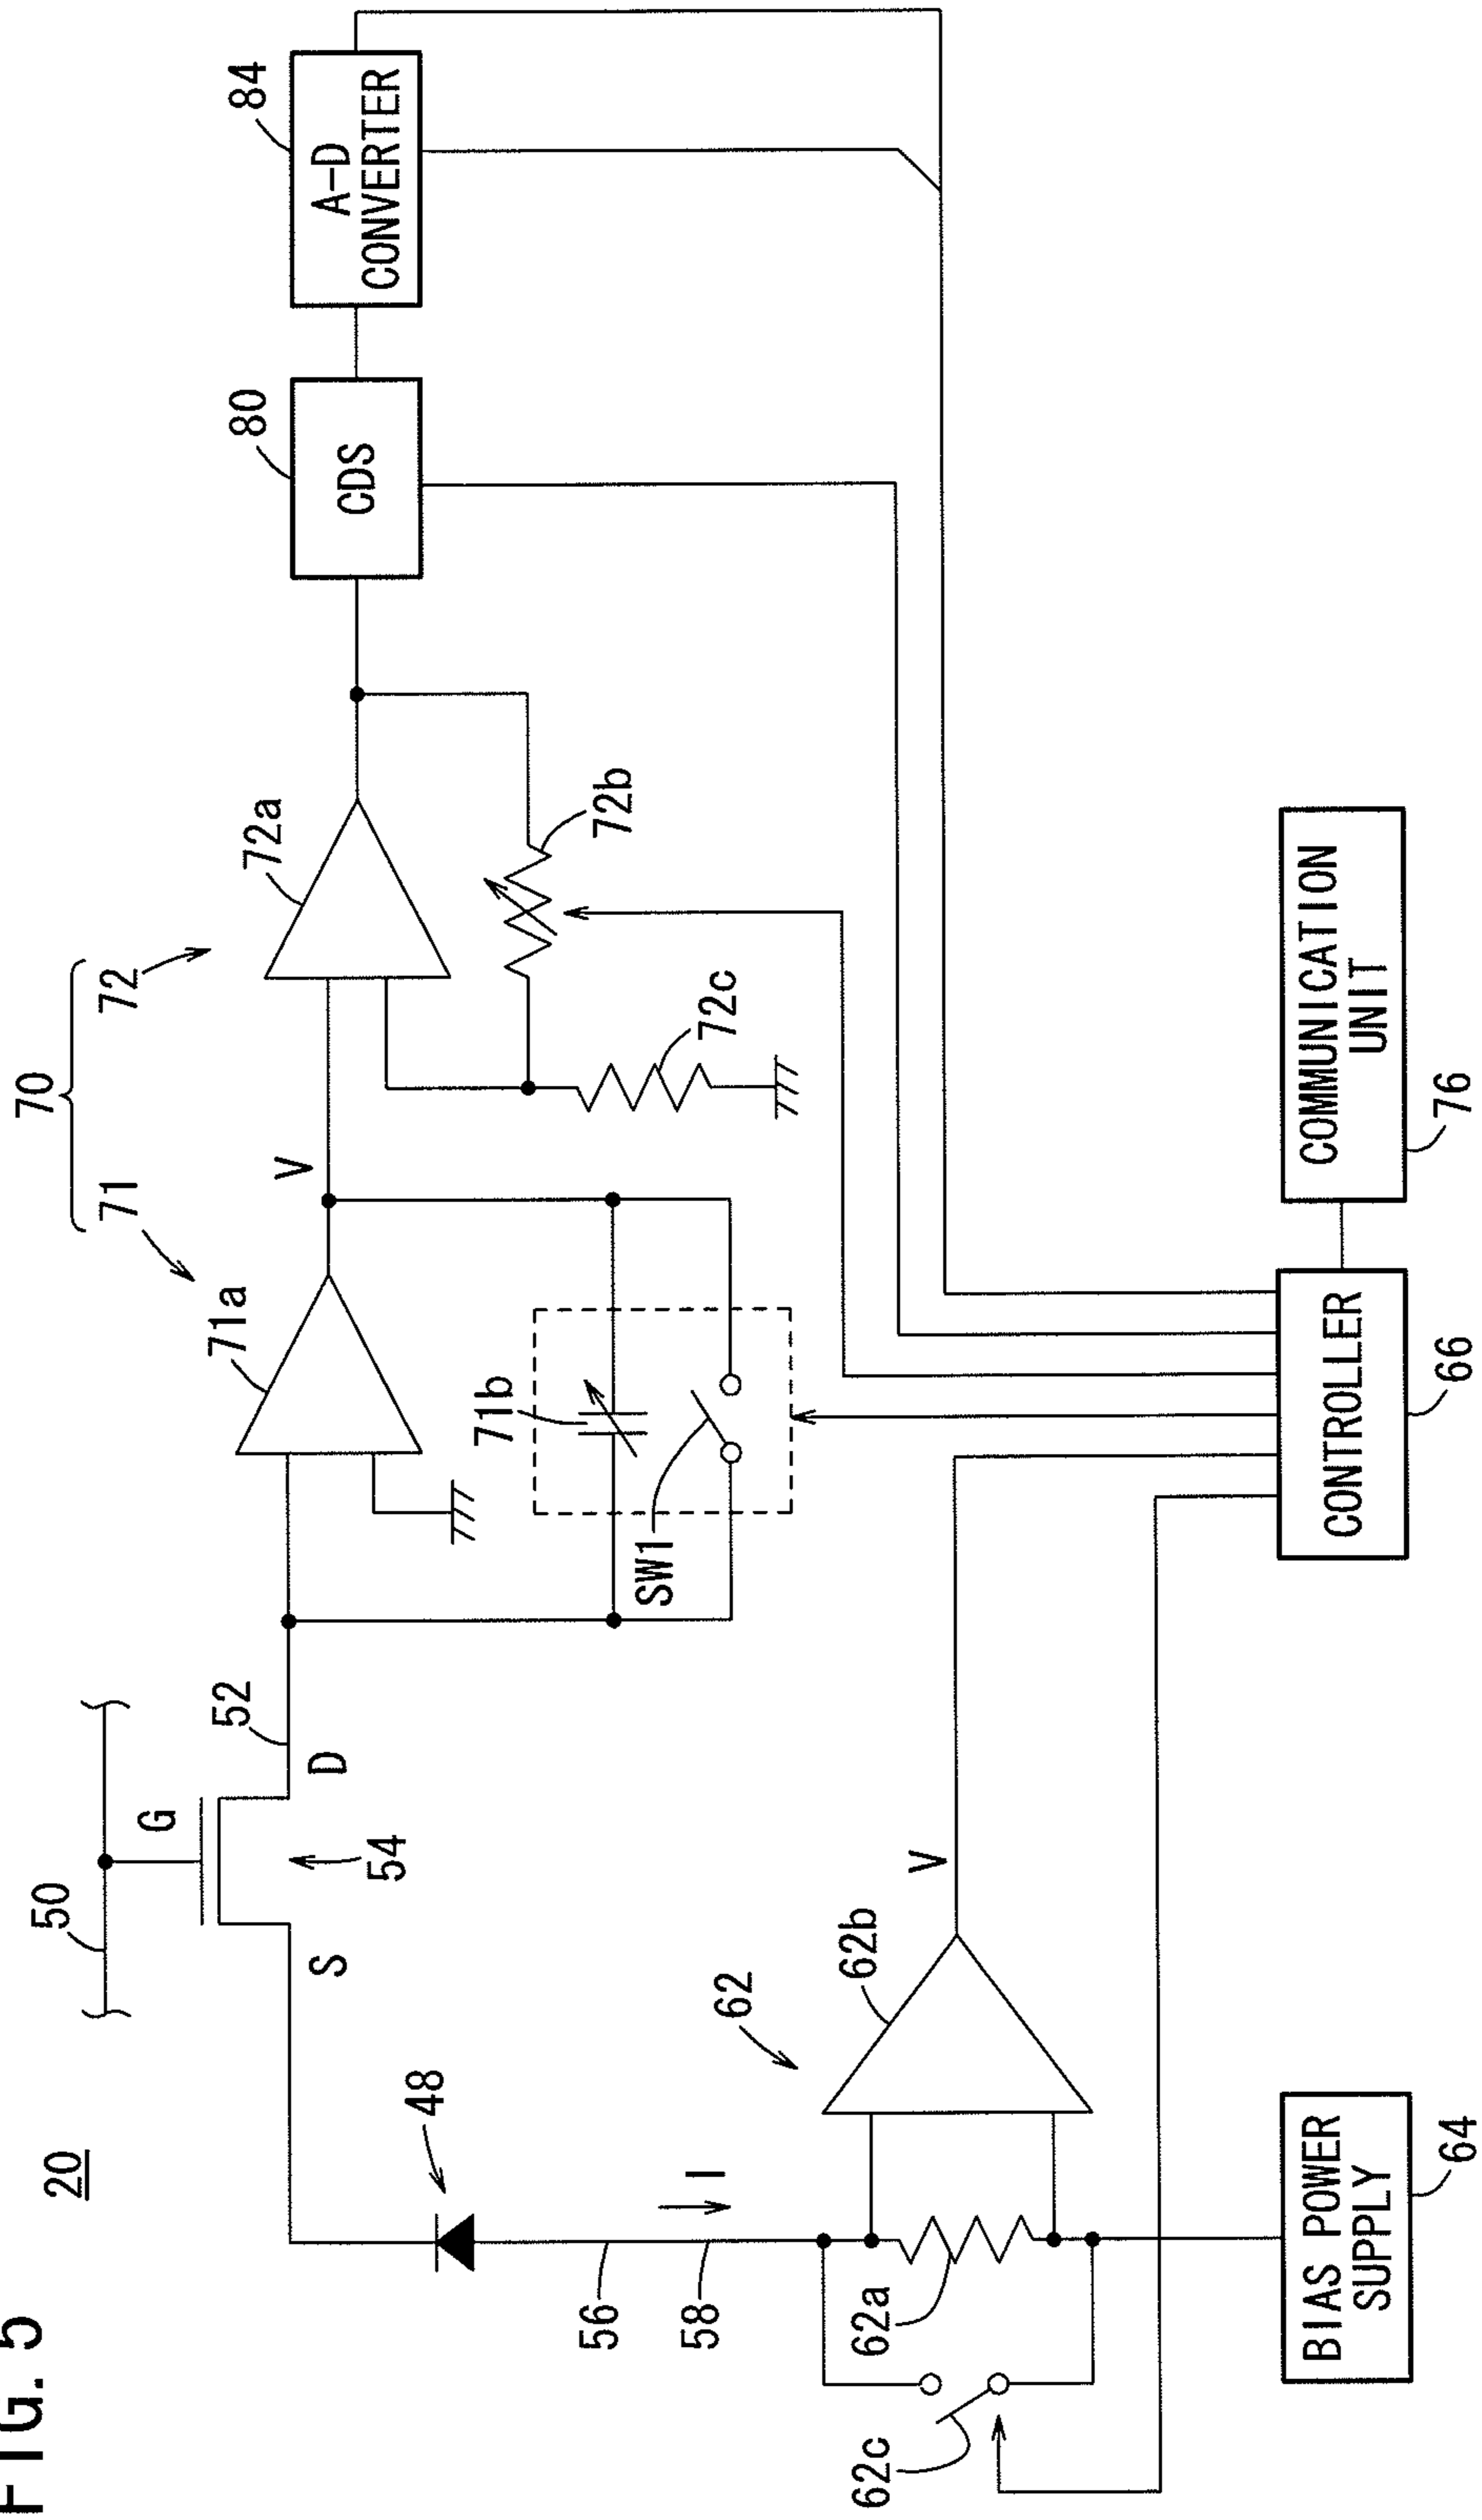 FIG. 5
20
50
G
S
D
54
52
48
56
58
I
62
62a
62b
62c
V
BIAS POWER
SUPPLY
64
70
71
71a
71b
SW1
V
72
72a
72b
72c
CDS
80
A-D
CONVERTER
84
CONTROLLER
66
COMMUNICATION
UNIT
76